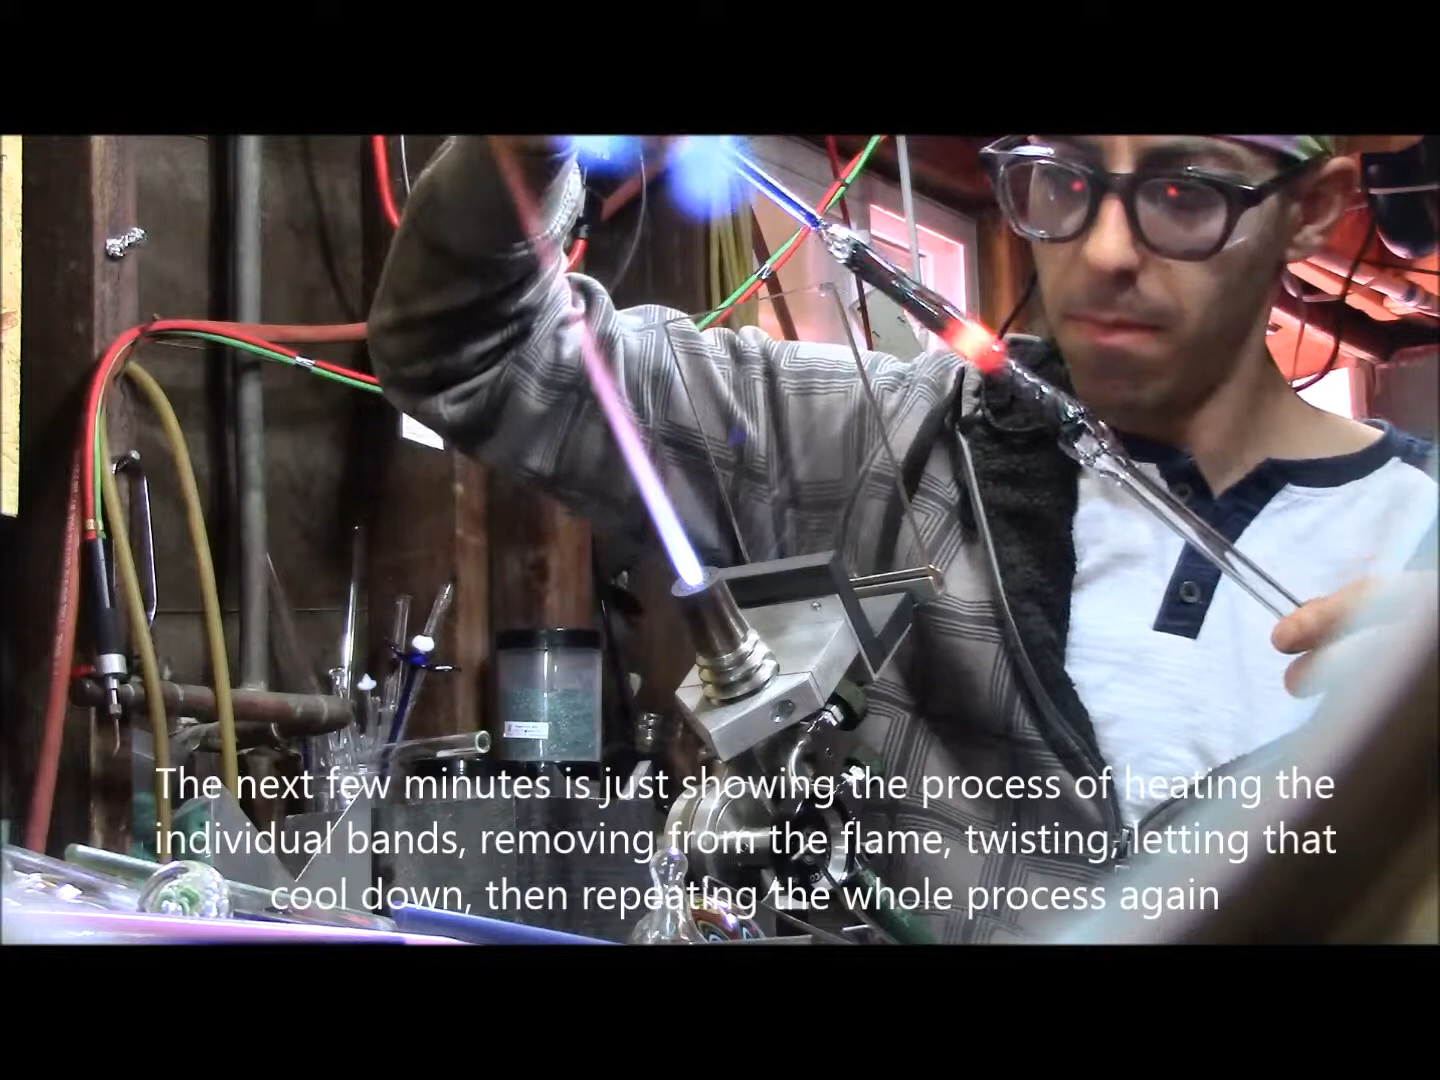 The next few minutes is just showing the process of heating the
individual bands, removing from the flame, twisting, letting that
cool down, then repeating the whole process again